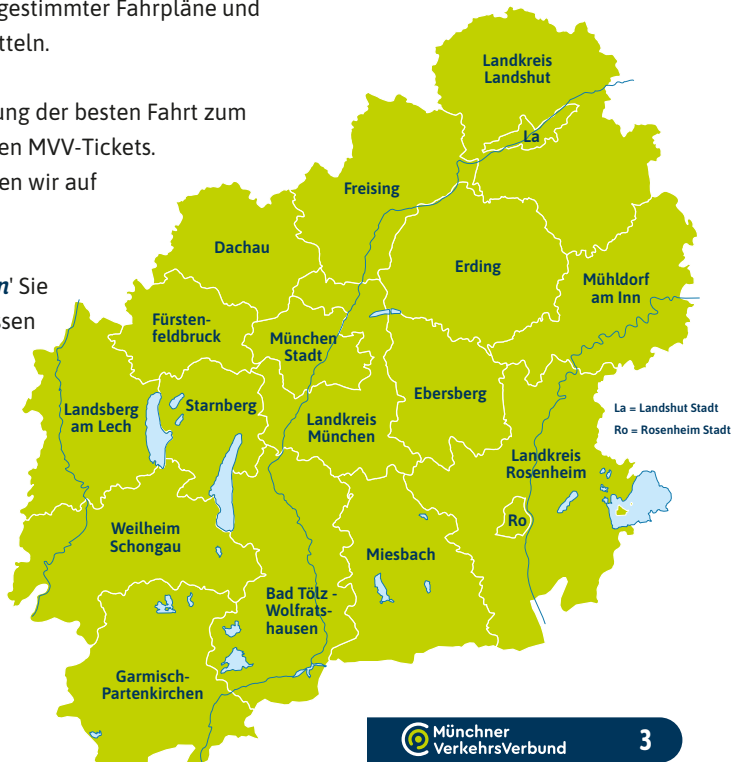 gestimmter Fahrpläne und
tteln.
ung der besten Fahrt zum
en MVV-Tickets.
en wir auf
n' Sie
ssen
Landkreis
Landshut
La
Freising
Dachau
Erding
Mühldorf
am Inn
Fürsten-
feldbruck
München
Stadt
Ebersberg
Landsberg
am Lech
Starnberg
Landkreis
München
La = Landshut Stadt
Ro = Rosenheim Stadt
Landkreis
Rosenheim
Ro
Weilheim
Schongau
Miesbach
Bad Tölz -
Wolfrats-
hausen
Garmisch-
Partenkirchen
Münchner
VerkehrsVerbund
3